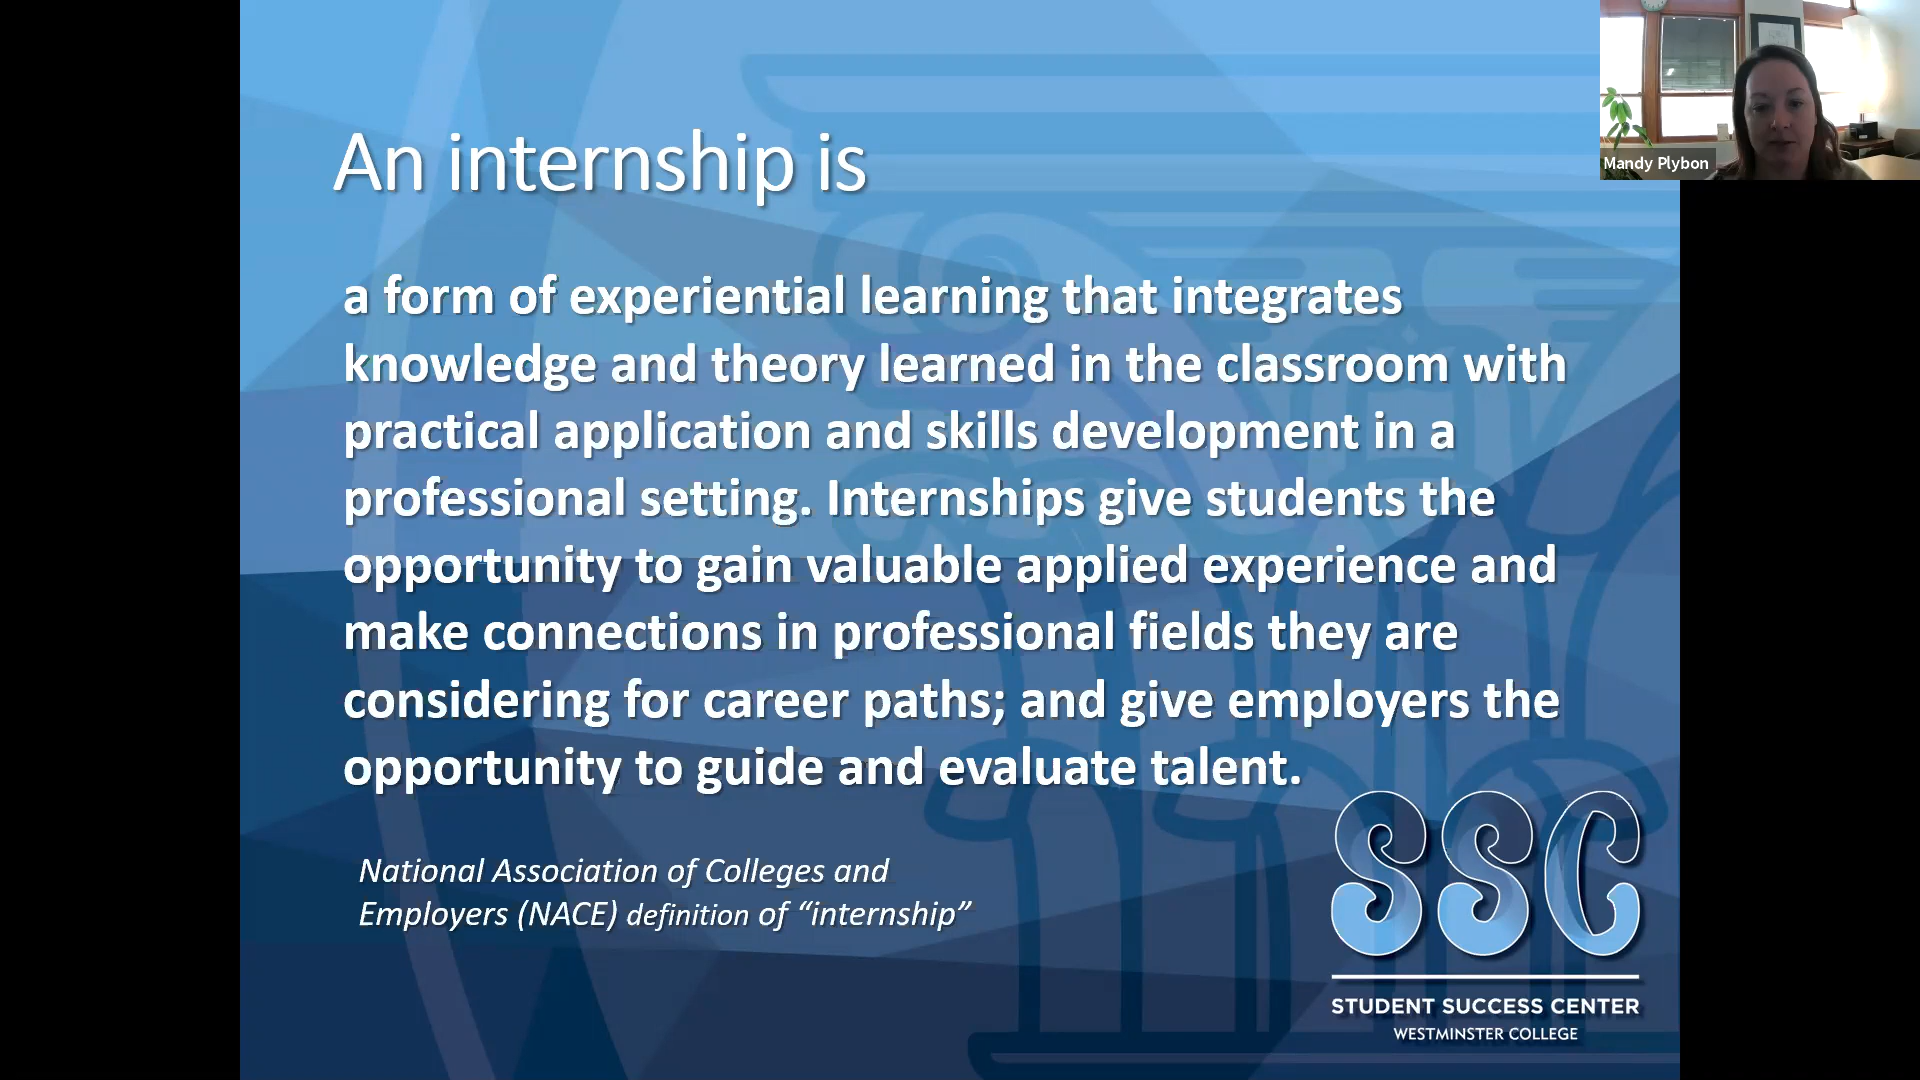 Mandy Plybon
An internship is
a form of experiential learning that integrates
knowledge and theory learned in the classroom with
practical application and skills development in a
professional setting. Internships give students the
opportunity to gain valuable applied experience and
make connections in professional fields they are
considering for career paths; and give employers the
opportunity to guide and evaluate talent.
National Association of Colleges and
Employers (NACE) definition of “internship”
SSC
STUDENT SUCCESS CENTER
WESTMINSTER COLLEGE